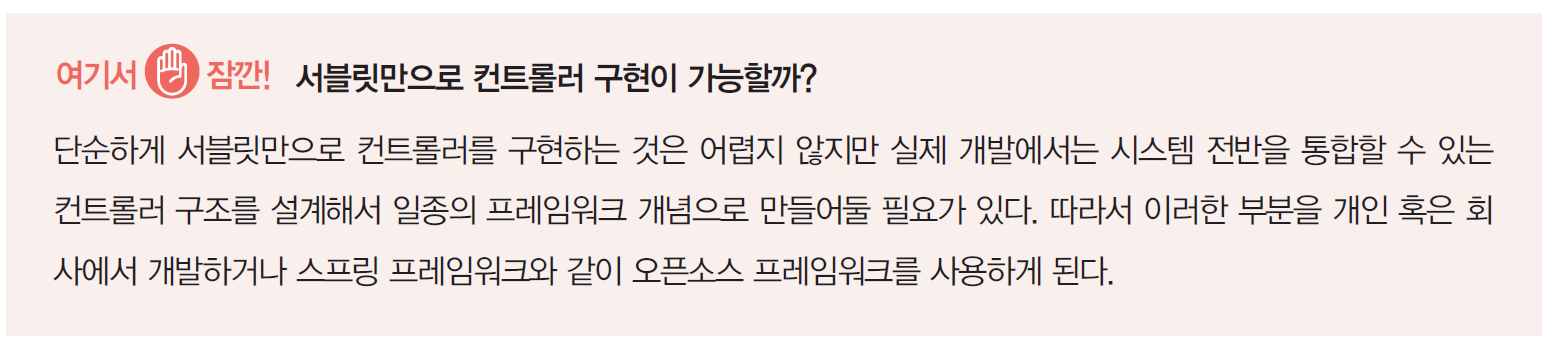 여기서 잠깐! 서블릿만으로 컨트롤러 구현이 가능할까?
단순하게 서블릿만으로 컨트롤러를 구현하는 것은 어렵지 않지만 실제 개발에서는 시스템 전반을 통합할 수 있는
컨트롤러 구조를 설계해서 일종의 프레임워크 개념으로 만들어둘 필요가 있다. 따라서 이러한 부분을 개인 혹은 회
사에서 개발하거나 스프링 프레임워크와 같이 오픈소스 프레임워크를 사용하게 된다.